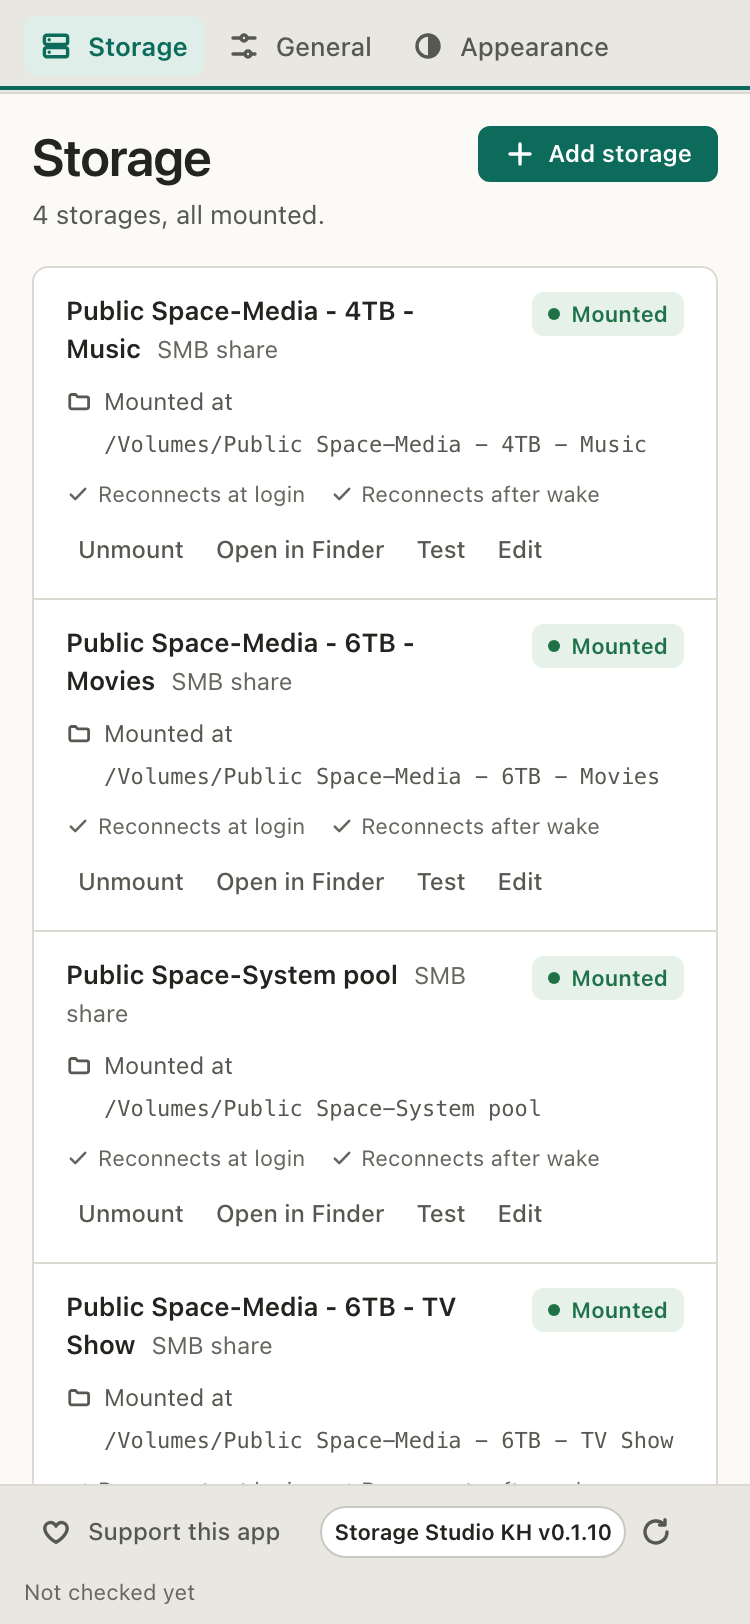 Storage General Appearance
Storage
Add storage
4 storages, all mounted.
Public Space-Media - 4TB -
Music SMB share
Mounted
Mounted at
/Volumes/Public Space-Media - 4TB - Music
Reconnects at login Reconnects after wake
Unmount Open in Finder Test Edit
Public Space-Media - 6TB -
Movies SMB share
Mounted
Mounted at
/Volumes/Public Space-Media - 6TB - Movies
Reconnects at login Reconnects after wake
Unmount Open in Finder Test Edit
Public Space-System pool SMB
share
Mounted
Mounted at
/Volumes/Public Space-System pool
Reconnects at login Reconnects after wake
Unmount Open in Finder Test Edit
Public Space-Media - 6TB - TV
Show SMB share
Mounted
Mounted at
/Volumes/Public Space-Media - 6TB - TV Show
Support this app Storage Studio KH v0.1.10
Not checked yet